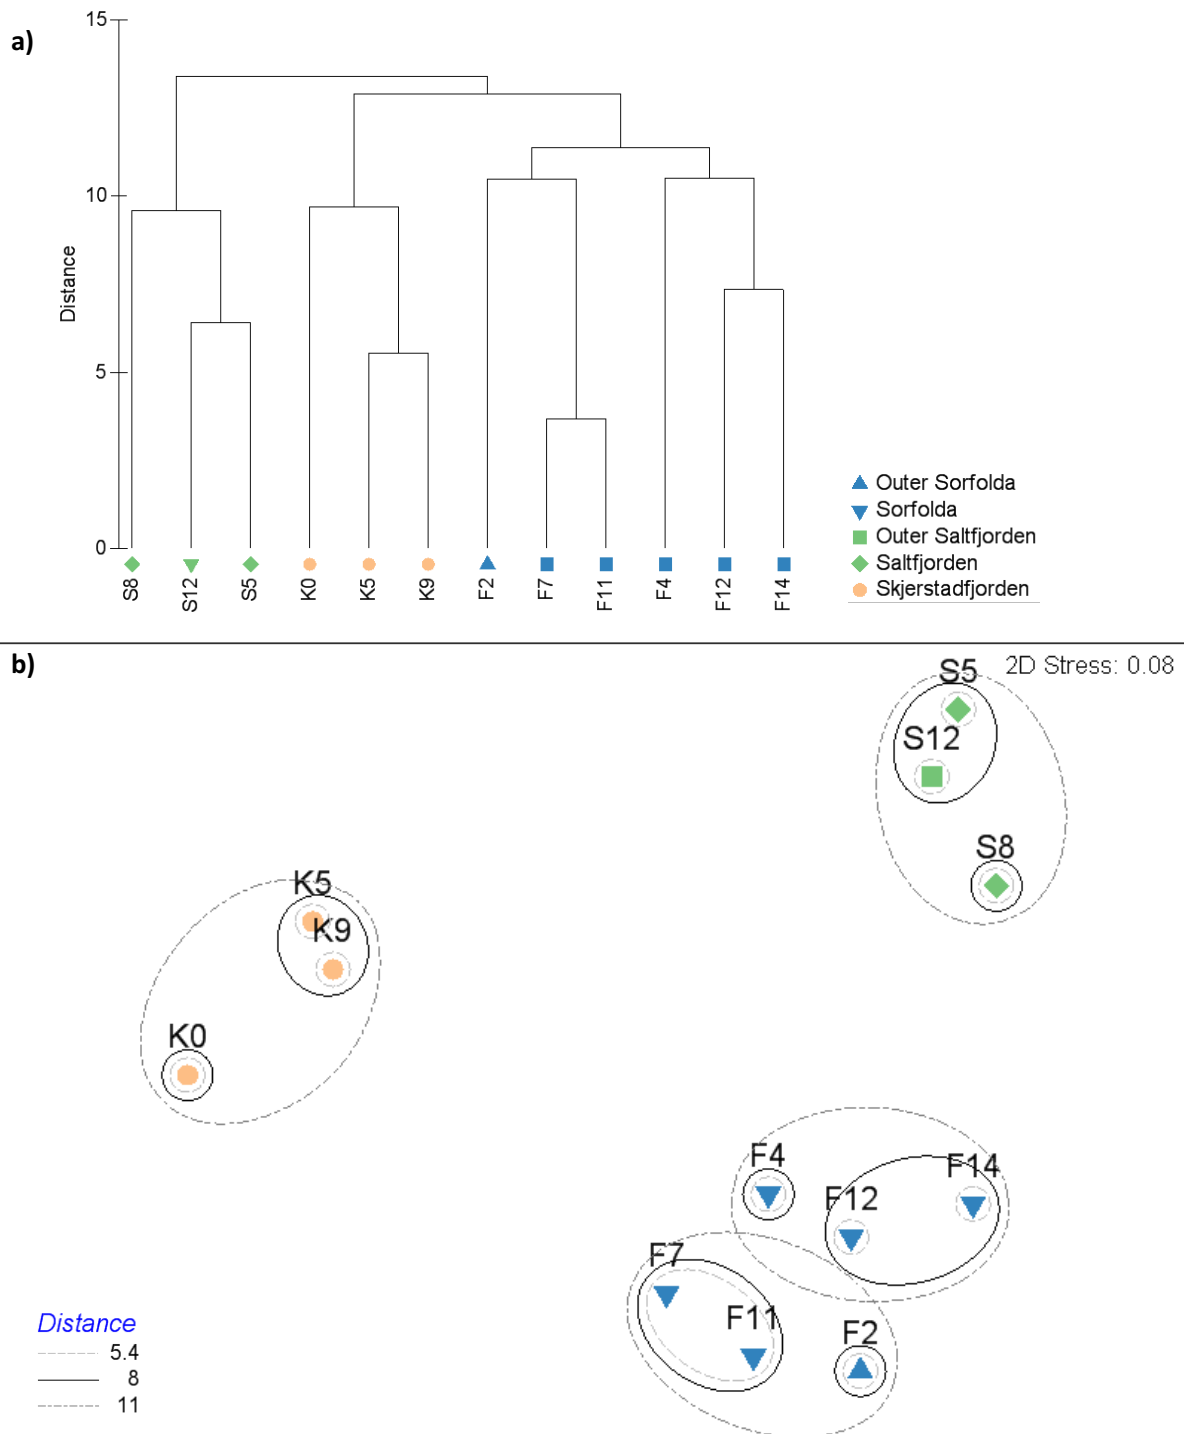 a)
15
10
5
0
Distance
S8 S12 S5 K0 K5 K9 F2 F7 F11 F4 F12 F14
Outer Sorfolda
Sorfolda
Outer Saltfjorden
Saltfjorden
Skjerstadfjorden
b)
2D Stress: 0.08
S5
S12
S8
K5
K9
K0
F4
F14
F12
F7
F11
F2
Distance
5.4
8
11